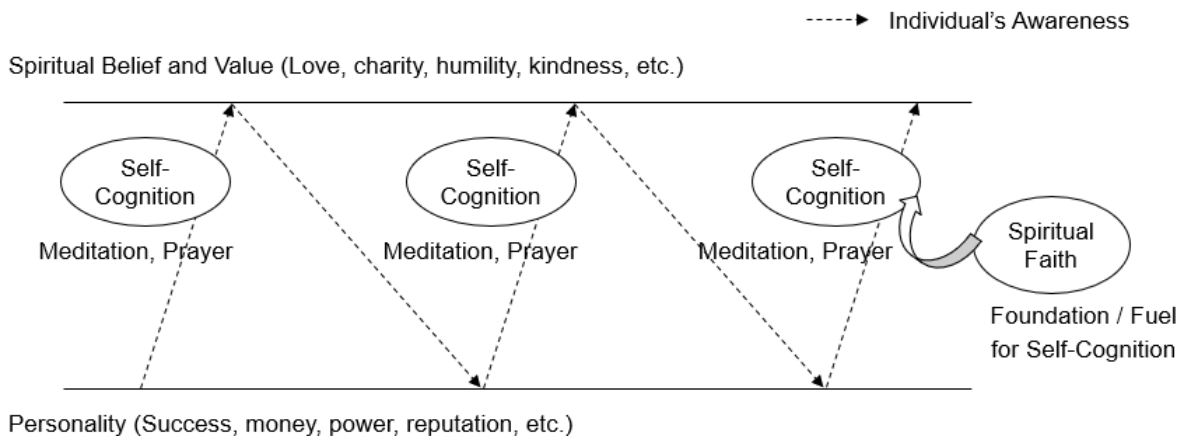 Individual's Awareness
Spiritual Belief and Value (Love, charity, humility, kindness, etc.)
Self-
Cognition
Self-
Cognition
Self-
Cognition
Meditation, Prayer
Meditation, Prayer
Meditation, Prayer
Spiritual
Faith
Foundation / Fuel
for Self-Cognition
Personality (Success, money, power, reputation, etc.)